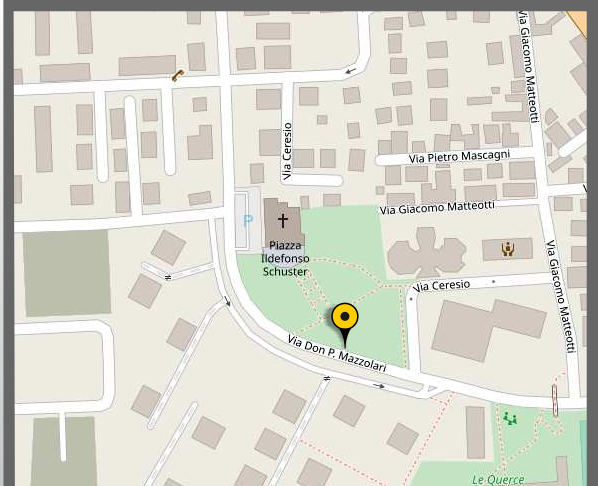 Via Giacomo Matteotti
Via Ceresio
Via Pietro Mascagni
Via Giacomo Matteotti
P
Piazza
Ildefonso
Schuster
Via Giacomo Matteotti
Via Ceresio
Via Don P. Mazzolari
Le Querce